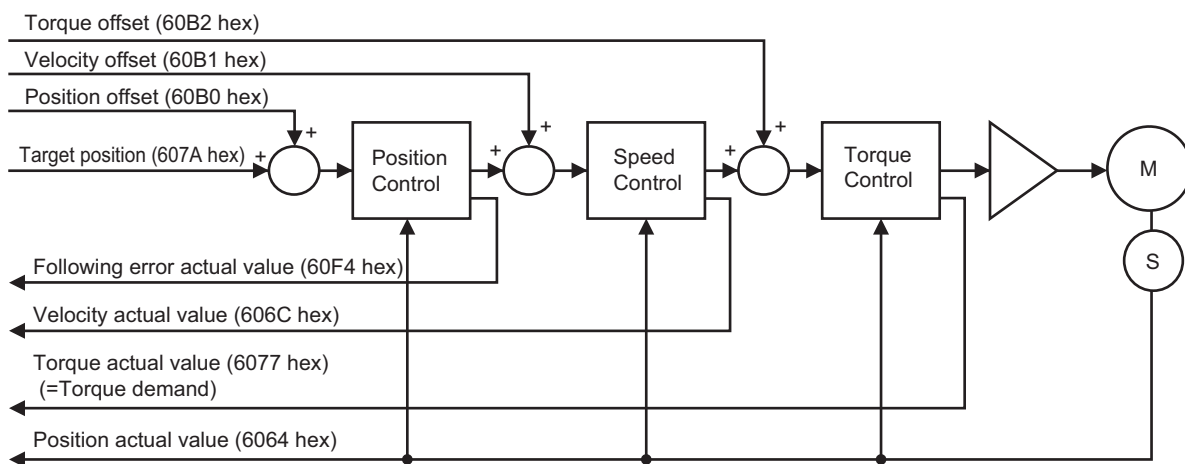 Torque offset (60B2 hex)
Velocity offset (60B1 hex)
Position offset (60B0 hex)
+ + +
Target position (607A hex) + + +
Position
Control
Speed
Control
Torque
Control
M
S
Following error actual value (60F4 hex)
Velocity actual value (606C hex)
Torque actual value (6077 hex)
(=Torque demand)
Position actual value (6064 hex)